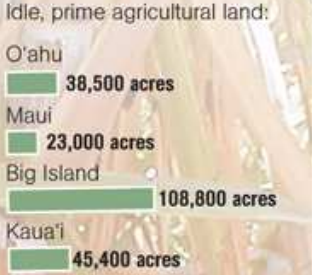 Idle, prime agricultural land:
O'ahu
38,500 acres
Maui
23,000 acres
Big Island
108,800 acres
Kaua'i
45,400 acres